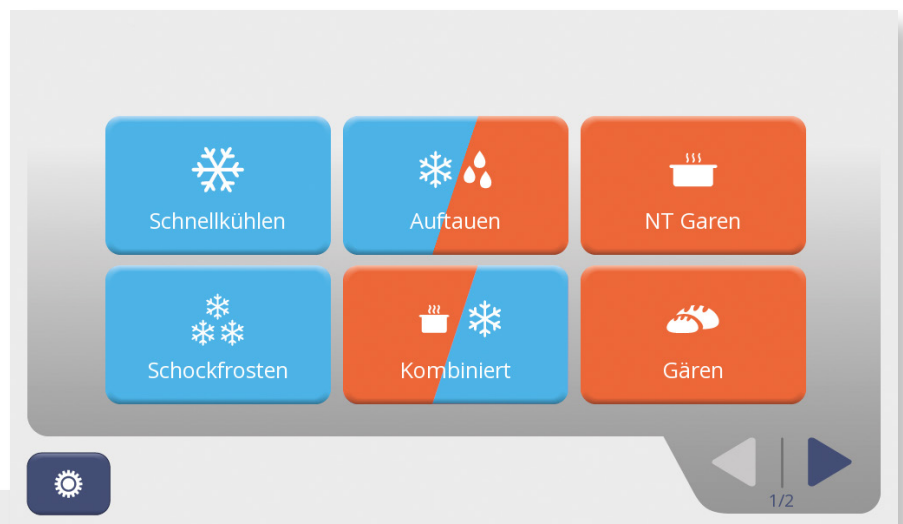 Schnellkühlen
Auftauen
NT Garen
Schockfrosten
Kombiniert
Gären
1/2